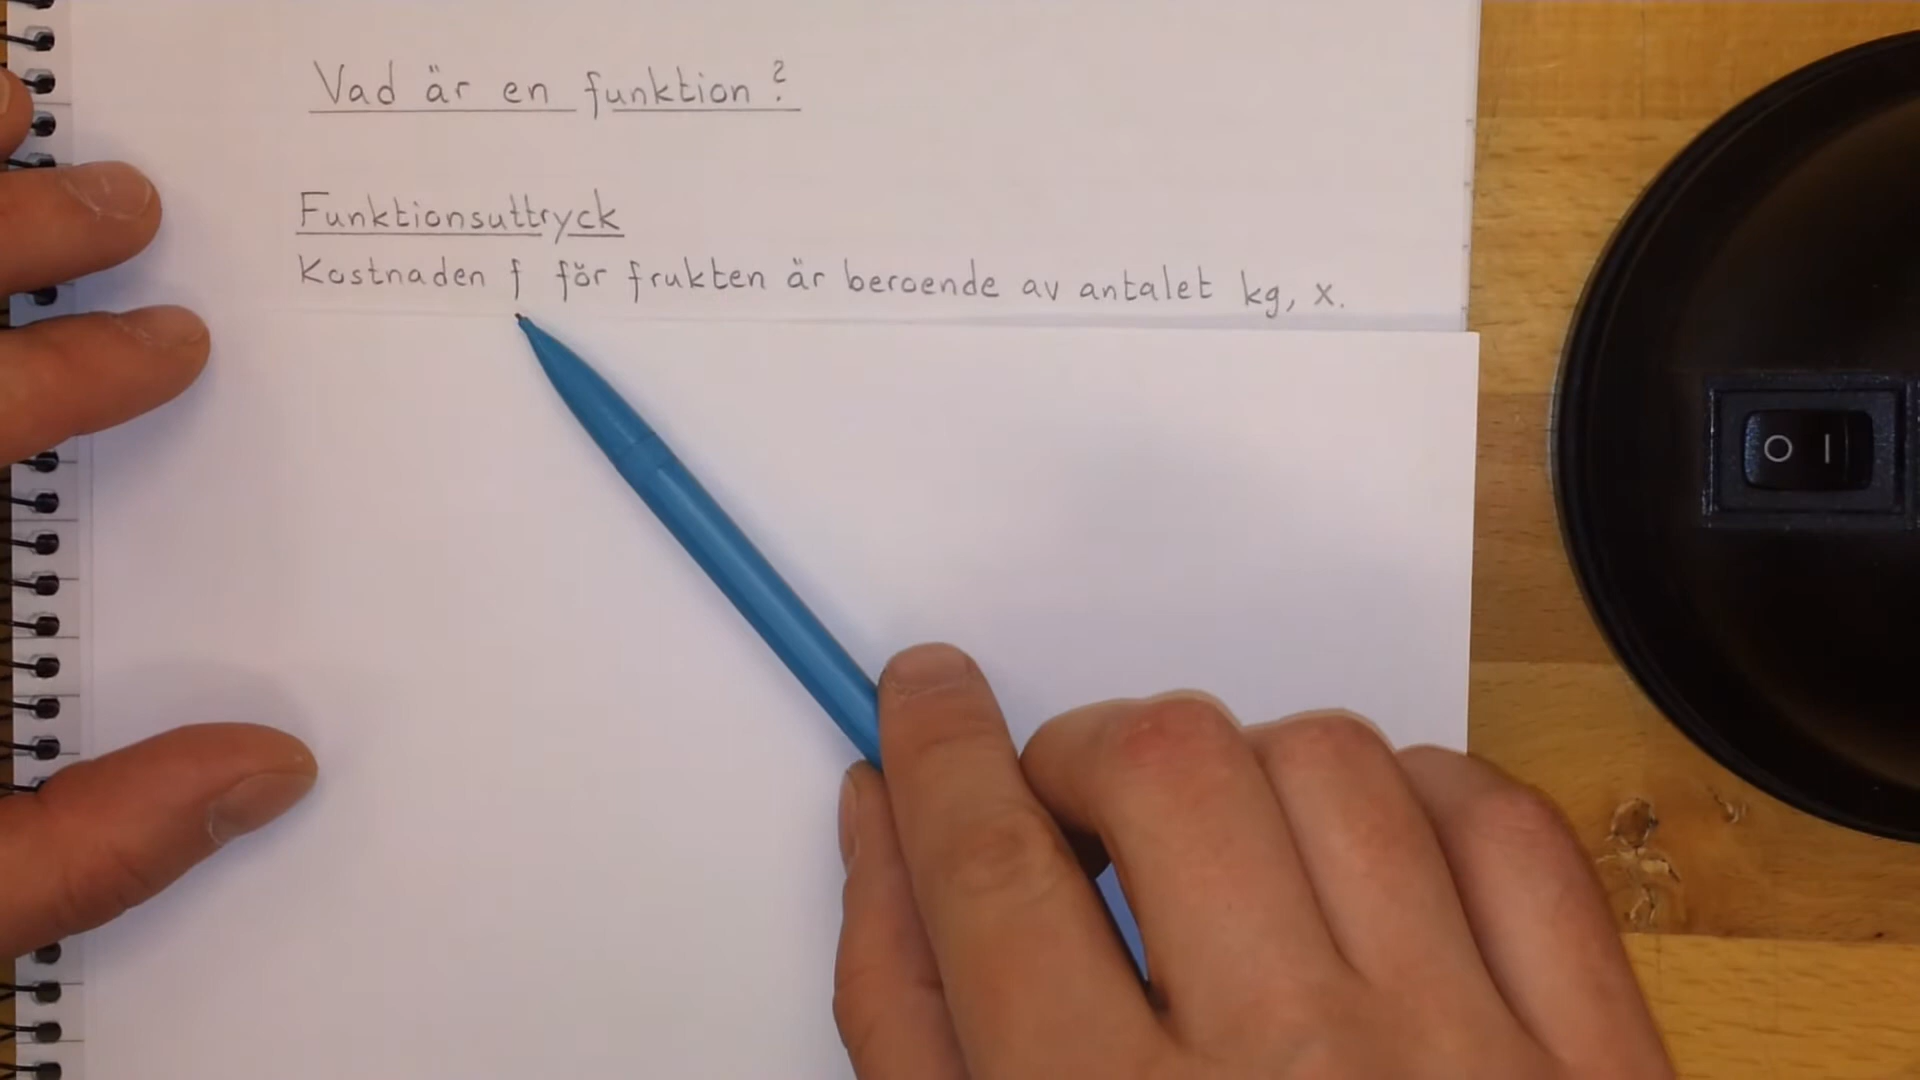 Vad är en funktion?
Funktionsuttryck
Kostnaden f för frukten är beroende av antalet kg, x.
O I